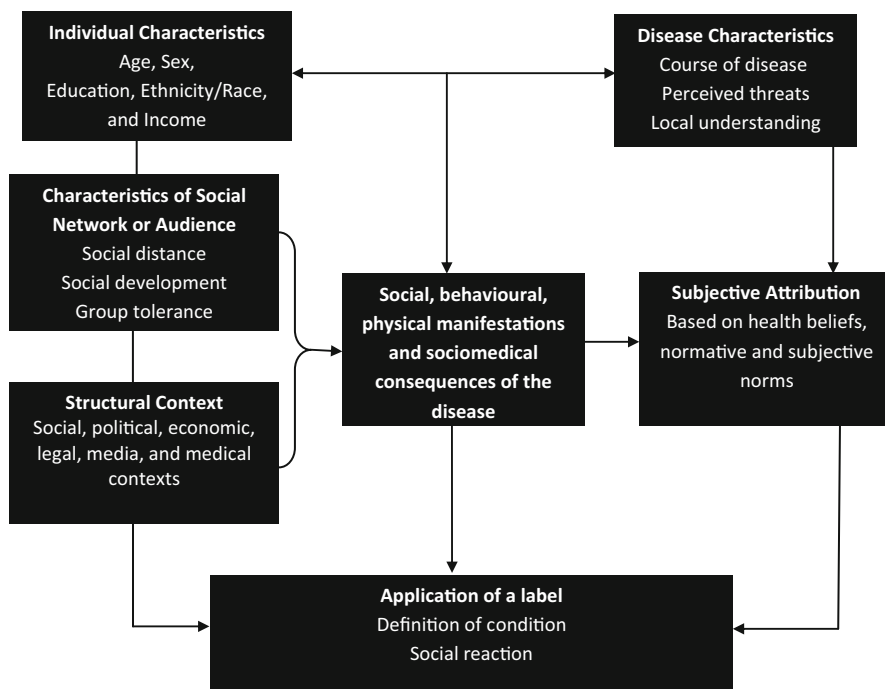 Individual Characteristics
Age, Sex,
Education, Ethnicity/Race,
and Income
Disease Characteristics
Course of disease
Perceived threats
Local understanding
Characteristics of Social
Network or Audience
Social distance
Social development
Group tolerance
Social, behavioural,
physical manifestations
and sociomedical
consequences of the
disease
Subjective Attribution
Based on health beliefs,
normative and subjective
norms
Structural Context
Social, political, economic,
legal, media, and medical
contexts
Application of a label
Definition of condition
Social reaction